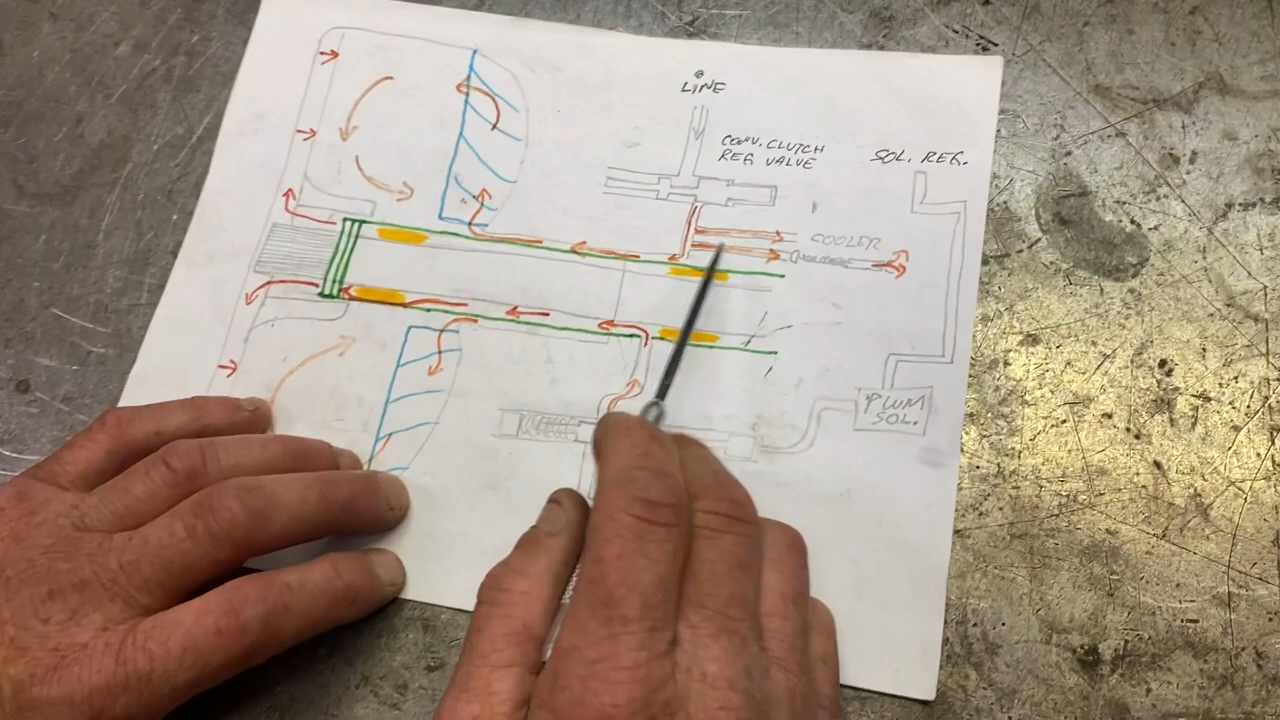 LINE
CONV. CLUTCH
REG VALVE
SOL. REG.
COOLER
PWM
SOL.